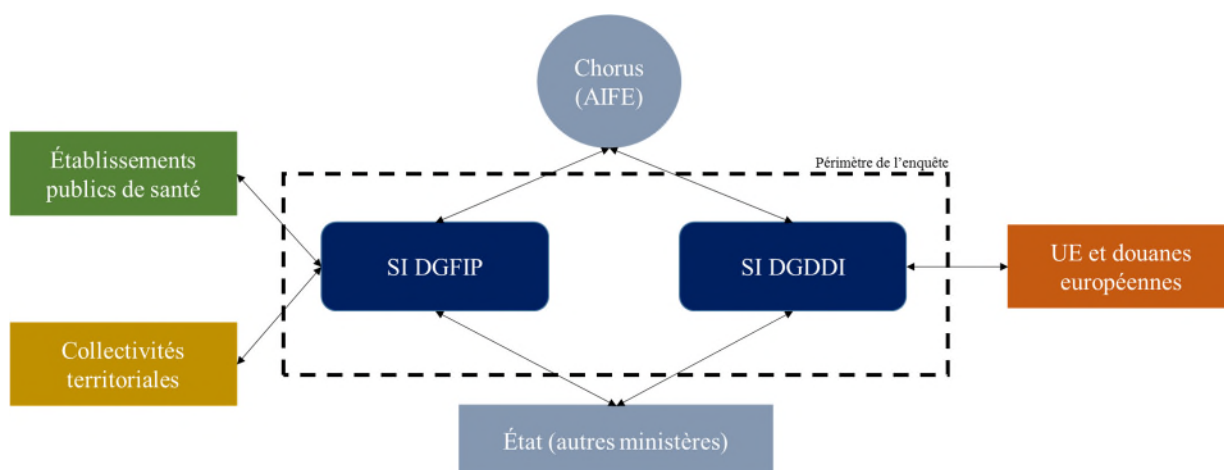 Chorus
(AIFE)
Périmètre de l’enquête
Établissements
publics de santé
SI DGFIP
SI DGDDI
UE et douanes
européennes
Collectivités
territoriales
État (autres ministères)